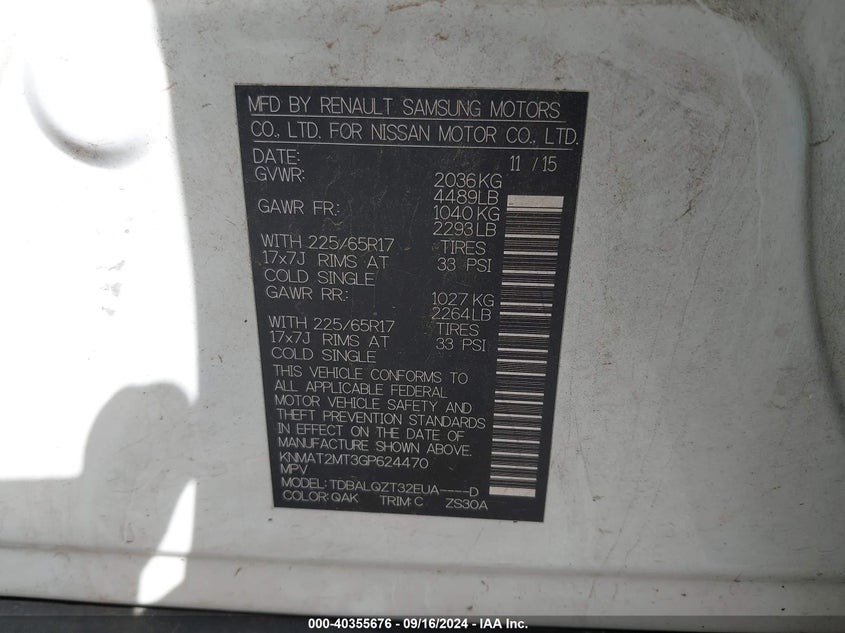 MFD BY RENAULT SAMSUNG MOTORS
CO., LTD. FOR NISSAN MOTOR CO., LTD.
DATE: 11 / 15
GVWR: 2036 KG
4489LB
GAWR FR.: 1040 KG
2293 LB
WITH 225/65R17 TIRES
17x7J RIMS AT 33 PSI
COLD SINGLE
GAWR RR.: 1027 KG
2264LB
WITH 225/65R17 TIRES
17x7J RIMS AT 33 PSI
COLD SINGLE
THIS VEHICLE CONFORMS TO
ALL APPLICABLE FEDERAL
MOTOR VEHICLE SAFETY AND
THEFT PREVENTION STANDARDS
IN EFFECT ON THE DATE OF
MANUFACTURE SHOWN ABOVE.
KNMAT2MT3GP624470
MPV
MODEL: TDBALQZT32EUA----D
COLOR: QAK TRIM: C ZS30A
000-40355676 - 09/16/2024 - IAA Inc.